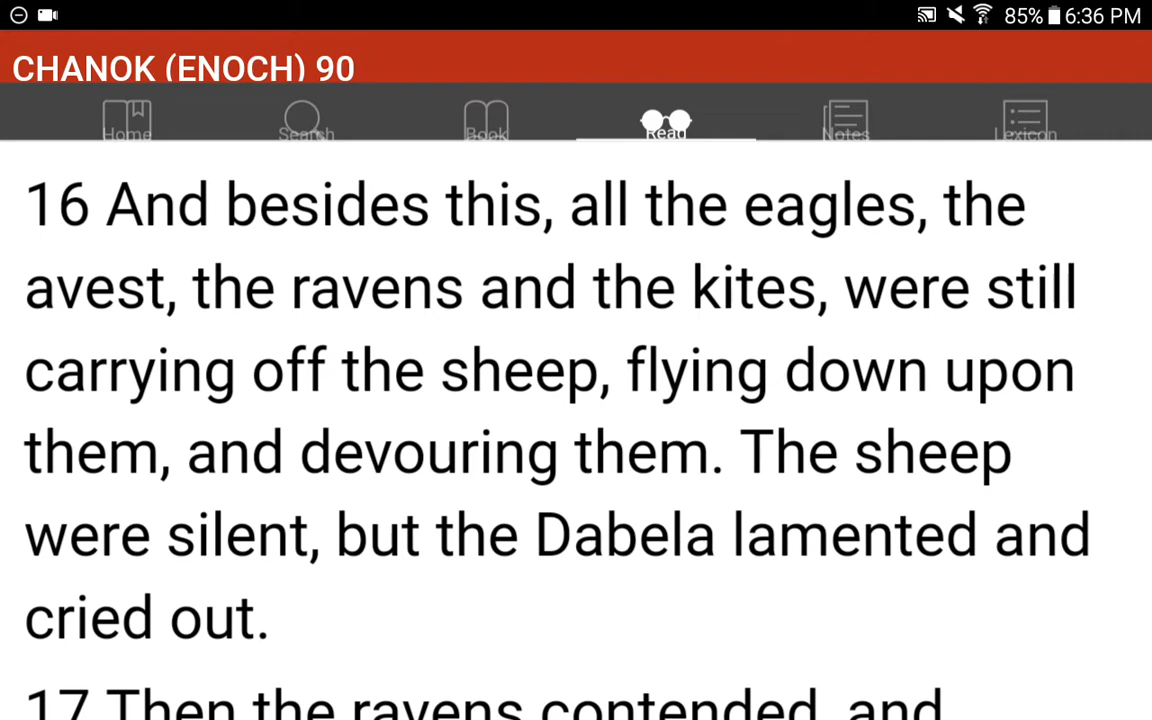 85% 6:36 PM
CHANOK (ENOCH) 90
Home Search Book Read Notes Lexicon
16 And besides this, all the eagles, the
avest, the ravens and the kites, were still
carrying off the sheep, flying down upon
them, and devouring them. The sheep
were silent, but the Dabela lamented and
cried out.
17 Then the ravens contended, and